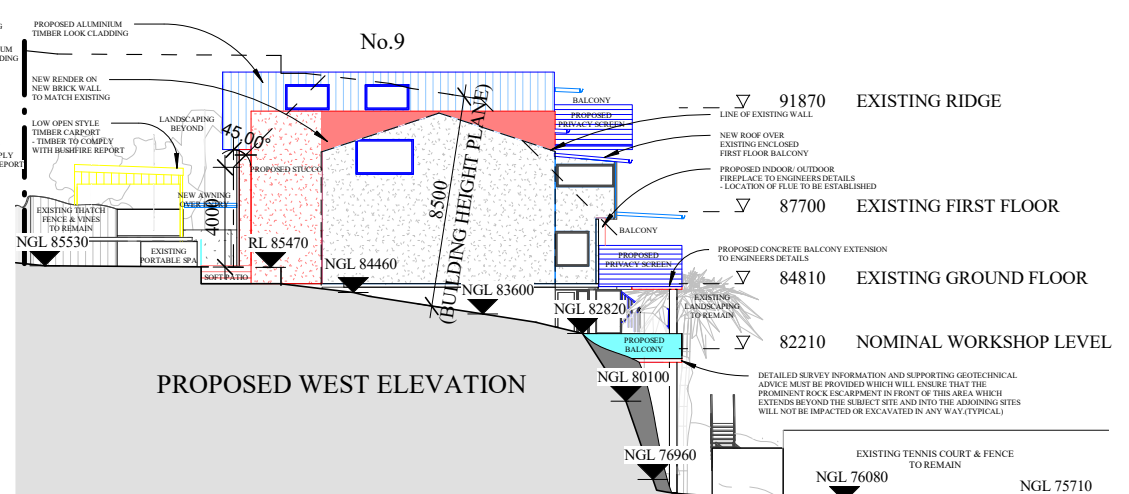 NG
PROPOSED ALUMINIUM
TIMBER LOOK CLADDING
UM
DING
No.9
NEW RENDER ON
NEW BRICK WALL
TO MATCH EXISTING
LOW OPEN STYLE
TIMBER CARPORT
- TIMBER TO COMPLY
WITH BUSHFIRE REPORT
PLY
REPORT
LANDSCAPING
BEYOND
45.00°
PROPOSED STUCCO
NEW AWNING
OVER ENTRY
4000
EXISTING THATCH
FENCE & VINES
TO REMAIN
NGL 85530
EXISTING
PORTABLE SPA
SOFT PATIO
RL 85470
NGL 84460
8500
(BUILDING HEIGHT PLANE)
NGL 83600
NGL 82820
BALCONY
PROPOSED
PRIVACY SCREEN
LINE OF EXISTING WALL
NEW ROOF OVER
EXISTING ENCLOSED
FIRST FLOOR BALCONY
PROPOSED INDOOR/ OUTDOOR
FIREPLACE TO ENGINEERS DETAILS
- LOCATION OF FLUE TO BE ESTABLISHED
BALCONY
PROPOSED
PRIVACY SCREEN
PROPOSED CONCRETE BALCONY EXTENSION
TO ENGINEERS DETAILS
EXISTING
LANDSCAPING
TO REMAIN
91870 EXISTING RIDGE
87700 EXISTING FIRST FLOOR
84810 EXISTING GROUND FLOOR
82210 NOMINAL WORKSHOP LEVEL
PROPOSED
BALCONY
PROPOSED WEST ELEVATION
NGL 80100
DETAILED SURVEY INFORMATION AND SUPPORTING GEOTECHNICAL
ADVICE MUST BE PROVIDED WHICH WILL ENSURE THAT THE
PROMINENT ROCK ESCARPMENT IN FRONT OF THIS AREA WHICH
EXTENDS BEYOND THE SUBJECT SITE AND INTO THE ADJOINING SITES
WILL NOT BE IMPACTED OR EXCAVATED IN ANY WAY.(TYPICAL)
NGL 76960
EXISTING TENNIS COURT & FENCE
TO REMAIN
NGL 76080
NGL 75710